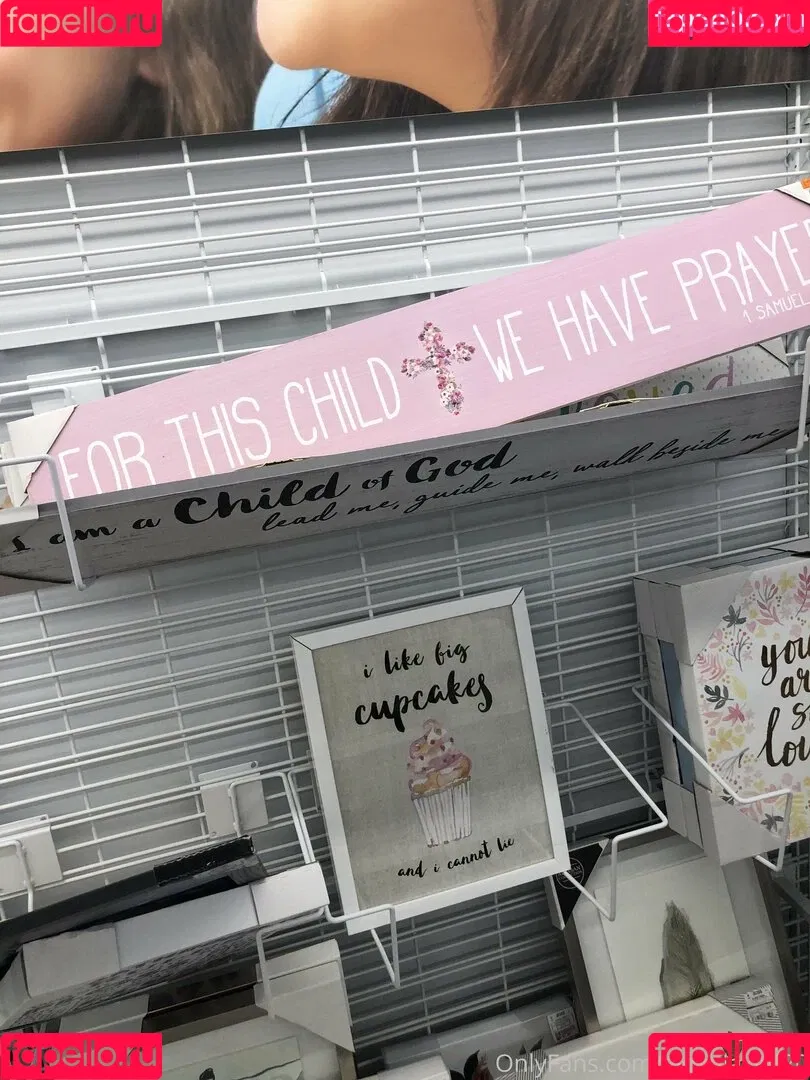 fapello.ru
fapello.ru
FOR THIS CHILD WE HAVE PRAYE
1 SAMUEL
I am a Child of God
lead me, guide me, walk beside me
i like big
cupcakes
and i cannot lie
you
ar
s
lo
fapello.ru
OnlyFans.com
fapello.ru